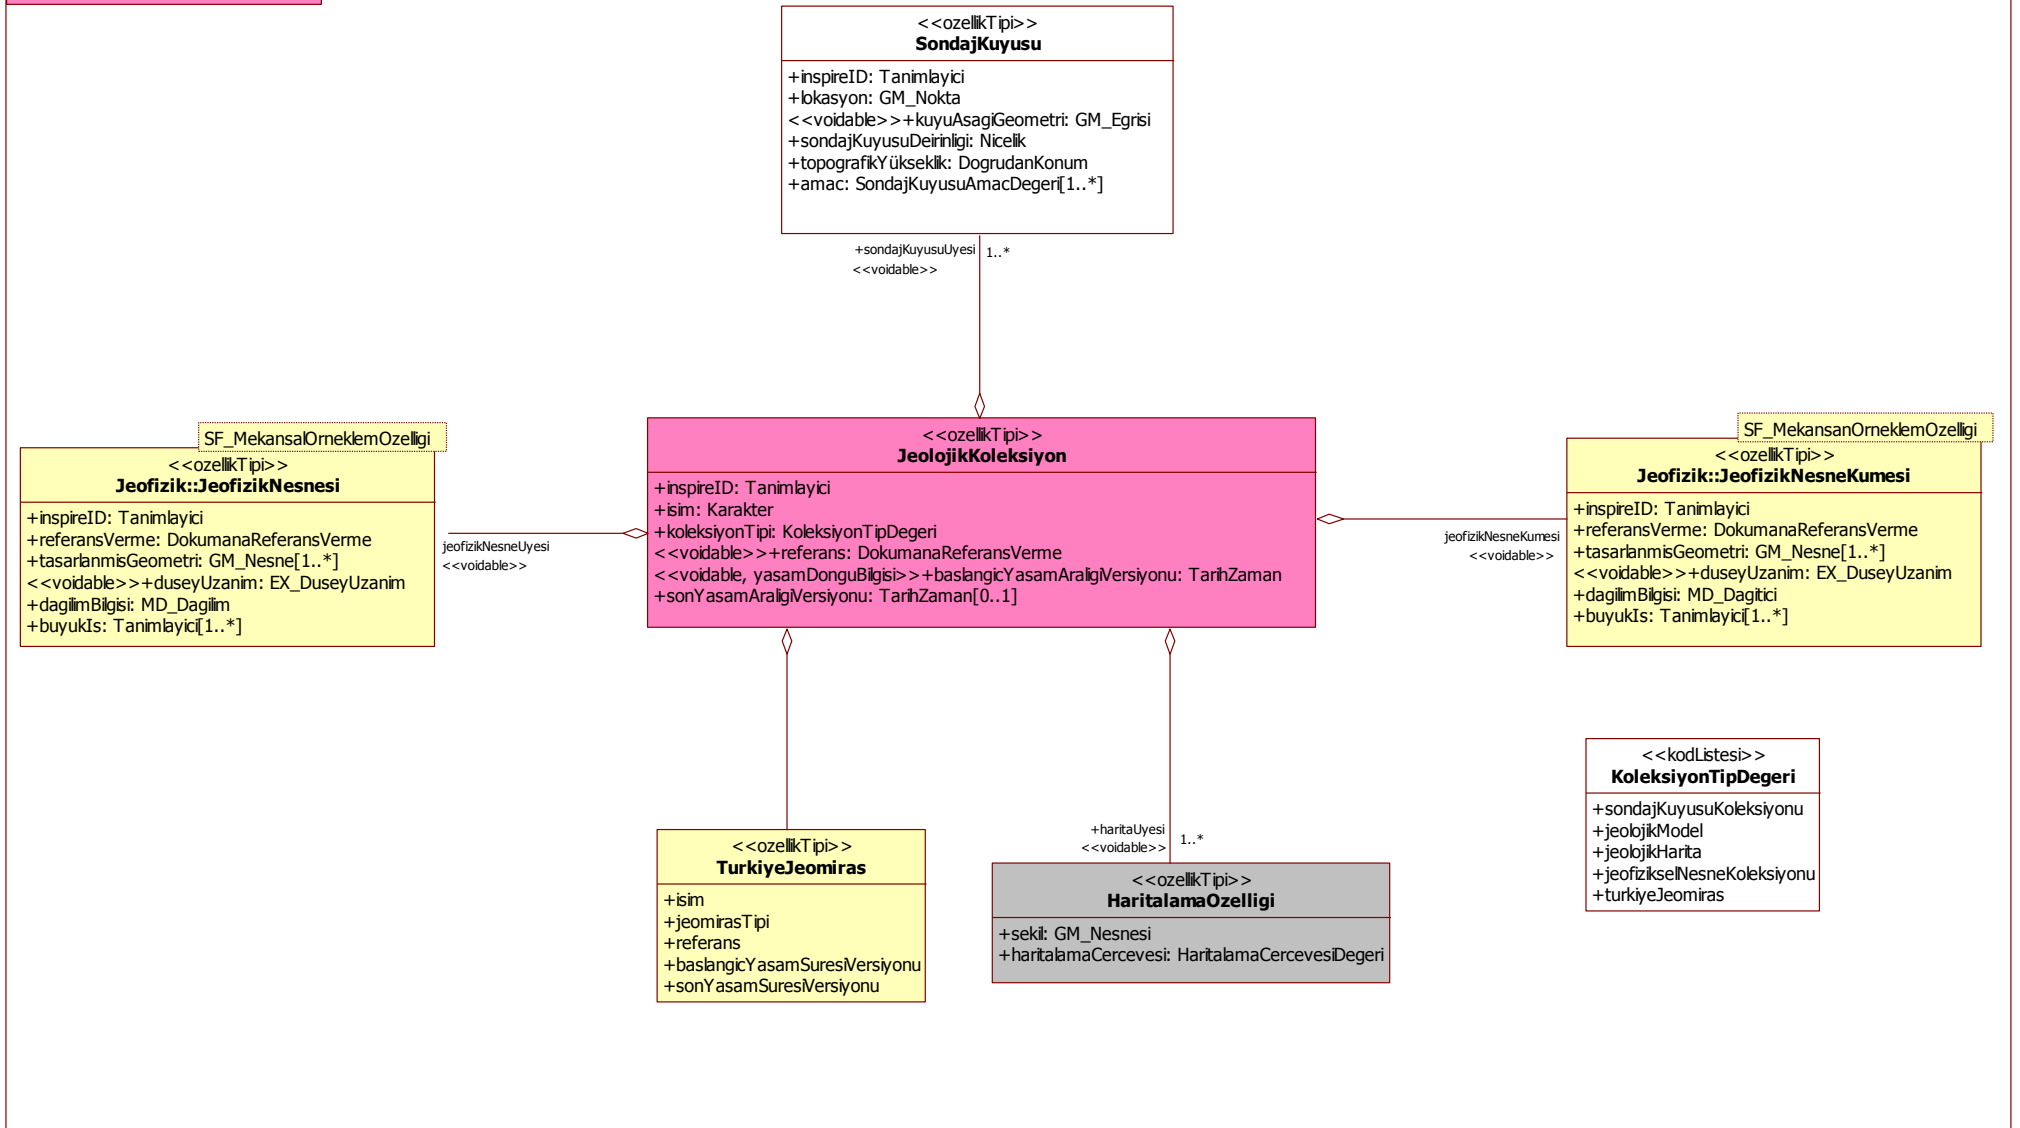 <<ozellikTipi>>
SondajKuyusu
+inspireID: Tanimlayici
+lokasyon: GM_Nokta
<<voidable>>+kuyuAsagiGeometri: GM_Egrisi
+sondajKuyusuDeirinligi: Nicelik
+topografikYükseklik: DogrudanKonum
+amac: SondajKuyusuAmacDegeri[1..*]
+sondajKuyusuUyesi
1..*
<<voidable>>
SF_MekansalOrneklemOzelligi
<<ozellikTipi>>
Jeofizik::JeofizikNesnesi
+inspireID: Tanimlayici
+referansVerme: DokumanaReferansVerme
+tasarlanmisGeometri: GM_Nesne[1..*]
<<voidable>>+duseyUzanim: EX_DuseyUzanim
+dagilimBilgisi: MD_Dagilim
+buyukIs: Tanimlayici[1..*]
jeofizikNesneUyesi
<<voidable>>
<<ozellikTipi>>
JeolojikKoleksiyon
+inspireID: Tanimlayici
+isim: Karakter
+koleksiyonTipi: KoleksiyonTipDegeri
<<voidable>>+referans: DokumanaReferansVerme
<<voidable, yasamDonguBilgisi>>+baslangicYasamAraligiVersiyonu: TarihZaman
+sonYasamAraligiVersiyonu: TarihZaman[0..1]
jeofizikNesneKumesi
<<voidable>>
SF_MekansanOrneklemOzelligi
<<ozellikTipi>>
Jeofizik::JeofizikNesneKumesi
+inspireID: Tanimlayici
+referansVerme: DokumanaReferansVerme
+tasarlanmisGeometri: GM_Nesne[1..*]
<<voidable>>+duseyUzanim: EX_DuseyUzanim
+dagilimBilgisi: MD_Dagitici
+buyukIs: Tanimlayici[1..*]
<<ozellikTipi>>
TurkiyeJeomiras
+isim
+jeomirasTipi
+referans
+baslangicYasamSuresiVersiyonu
+sonYasamSuresiVersiyonu
+haritaUyesi
<<voidable>>
1..*
<<ozellikTipi>>
HaritalamaOzelligi
+sekil: GM_Nesnesi
+haritalamaCercevesi: HaritalamaCercevesiDegeri
<<kodListesi>>
KoleksiyonTipDegeri
+sondajKuyusuKoleksiyonu
+jeolojikModel
+jeolojikHarita
+jeofizikselNesneKoleksiyonu
+turkiyeJeomiras